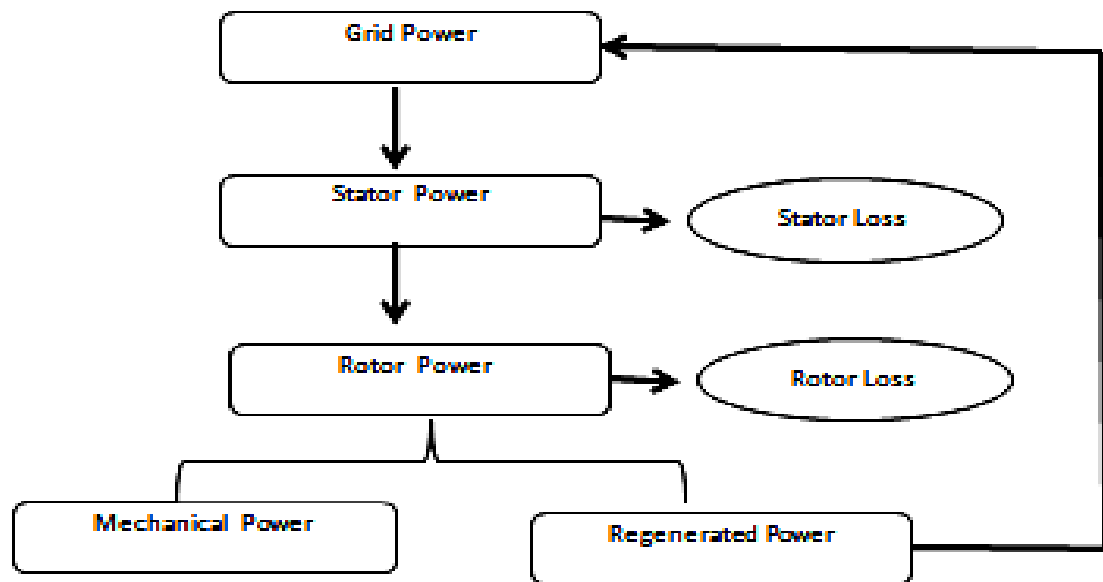 Grid Power
Stator Power
Stator Loss
Rotor Power
Rotor Loss
Mechanical Power
Regenerated Power